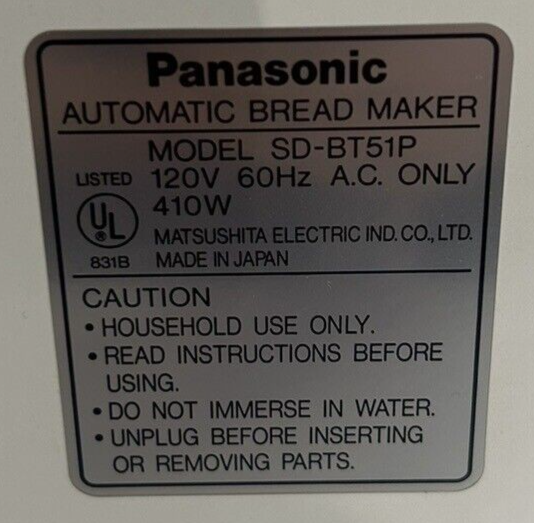 Panasonic
AUTOMATIC BREAD MAKER
MODEL SD-BT51P
LISTED 120V 60Hz A.C. ONLY
UL 410W
MATSUSHITA ELECTRIC IND. CO., LTD.
831B MADE IN JAPAN
CAUTION
• HOUSEHOLD USE ONLY.
• READ INSTRUCTIONS BEFORE
USING.
• DO NOT IMMERSE IN WATER.
• UNPLUG BEFORE INSERTING
OR REMOVING PARTS.